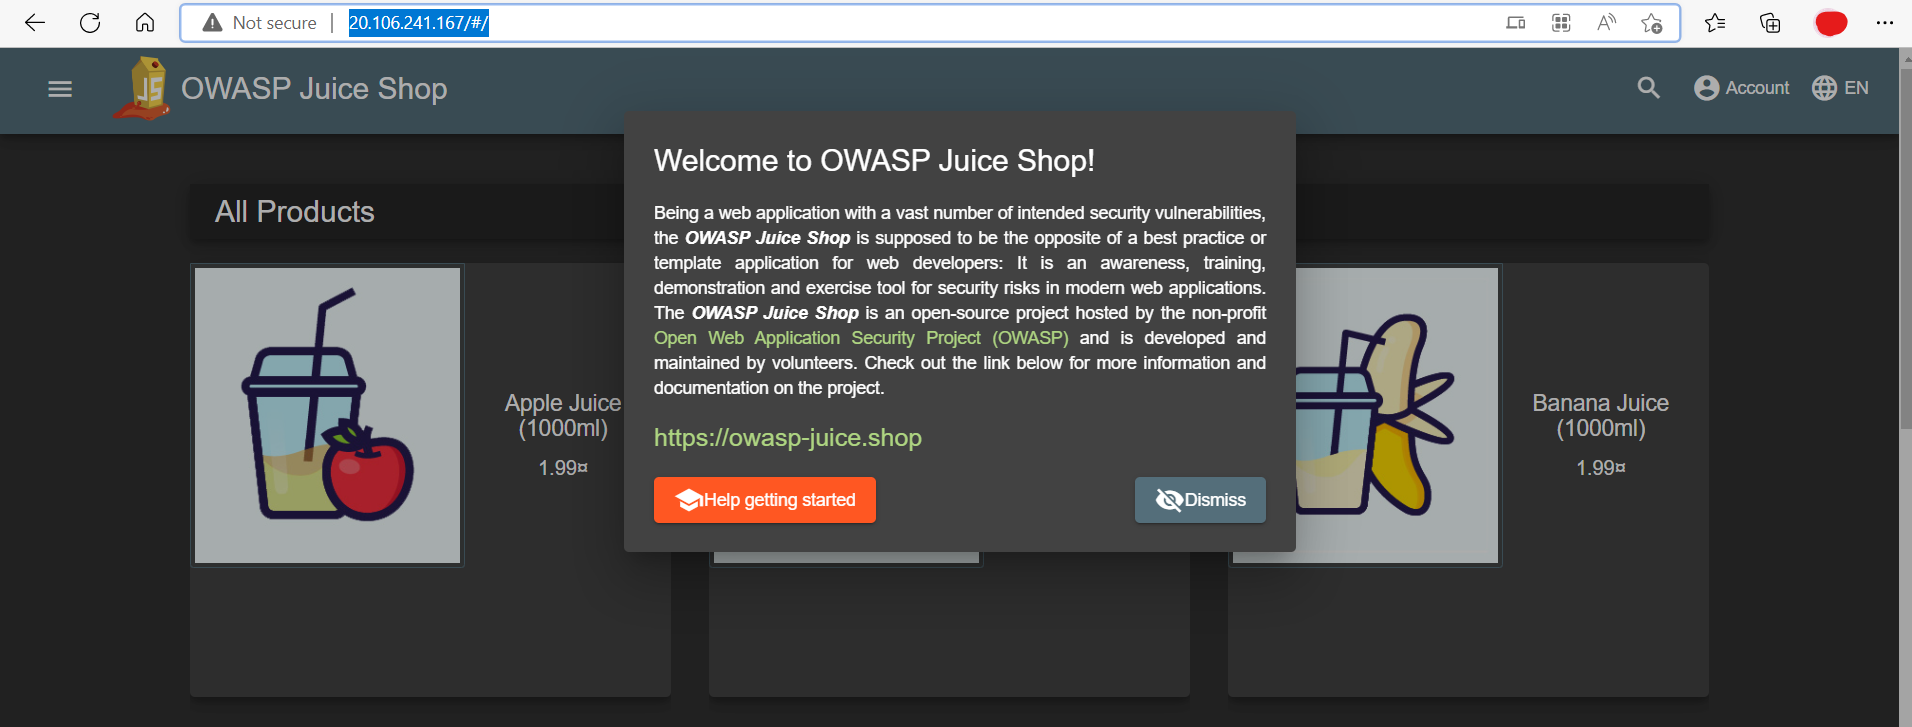 Not secure | 20.106.241.167/#/
OWASP Juice Shop
Account
EN
Welcome to OWASP Juice Shop!
All Products
Being a web application with a vast number of intended security vulnerabilities,
the OWASP Juice Shop is supposed to be the opposite of a best practice or
template application for web developers: It is an awareness, training,
demonstration and exercise tool for security risks in modern web applications.
The OWASP Juice Shop is an open-source project hosted by the non-profit
Open Web Application Security Project (OWASP) and is developed and
maintained by volunteers. Check out the link below for more information and
documentation on the project.
https://owasp-juice.shop
Help getting started
Dismiss
Apple Juice
(1000ml)
1.99¤
Banana Juice
(1000ml)
1.99¤
JS